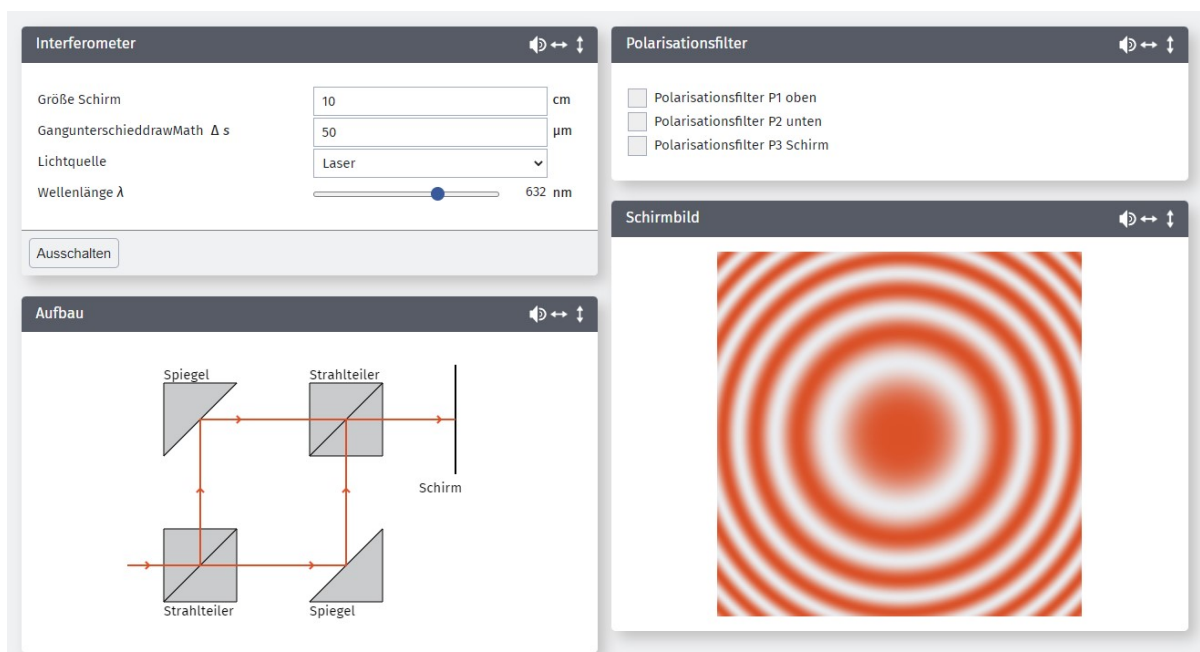 Interferometer
Größe Schirm 10 cm
GangunterschieddrawMath Δ s 50 μm
Lichtquelle Laser
Wellenlänge λ 632 nm
Ausschalten
Aufbau
Spiegel Strahlteiler
Schirm
Strahlteiler Spiegel
Polarisationsfilter
Polarisationsfilter P1 oben
Polarisationsfilter P2 unten
Polarisationsfilter P3 Schirm
Schirmbild